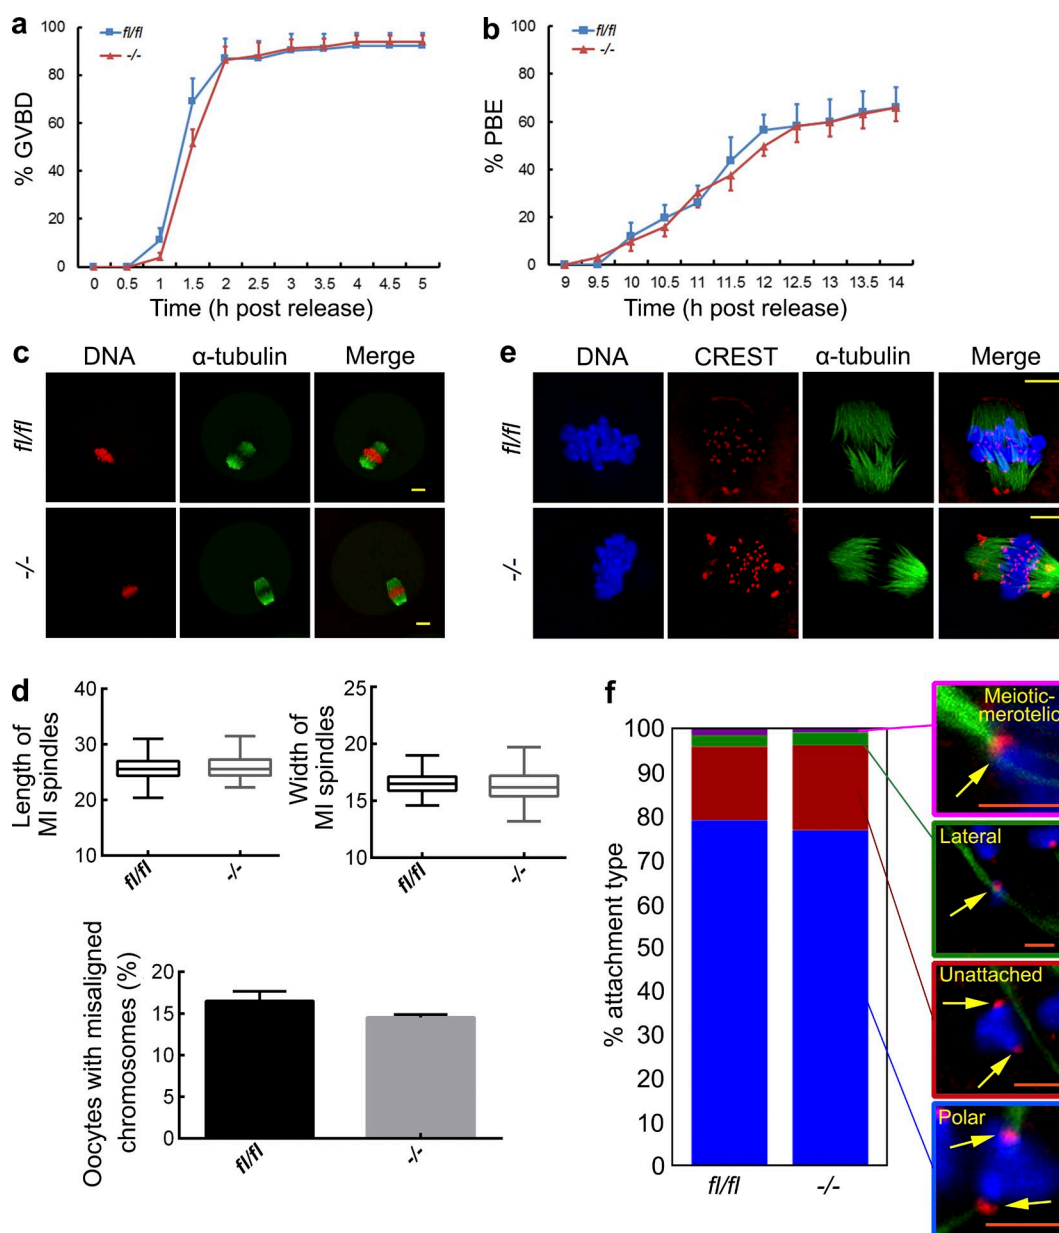 a
100
80
60
40
20
0
% GVBD
fl/fl
-/-
0 0.5 1 1.5 2 2.5 3 3.5 4 4.5 5
Time (h post release)
b
100
80
60
40
20
0
% PBE
fl/fl
-/-
9 9.5 10 10.5 11 11.5 12 12.5 13 13.5 14
Time (h post release)
c
DNA α-tubulin Merge
fl/fl
-/-
e
DNA CREST α-tubulin Merge
fl/fl
-/-
d
Length of
MI spindles
40
30
20
10
fl/fl -/-
Width of
MI spindles
25
20
15
10
fl/fl -/-
Oocytes with misaligned
chromosomes (%)
20
15
10
5
0
fl/fl -/-
f
% attachment type
100
90
80
70
60
50
40
30
20
10
0
fl/fl -/-
Meiotic-
merotelic
Lateral
Unattached
Polar